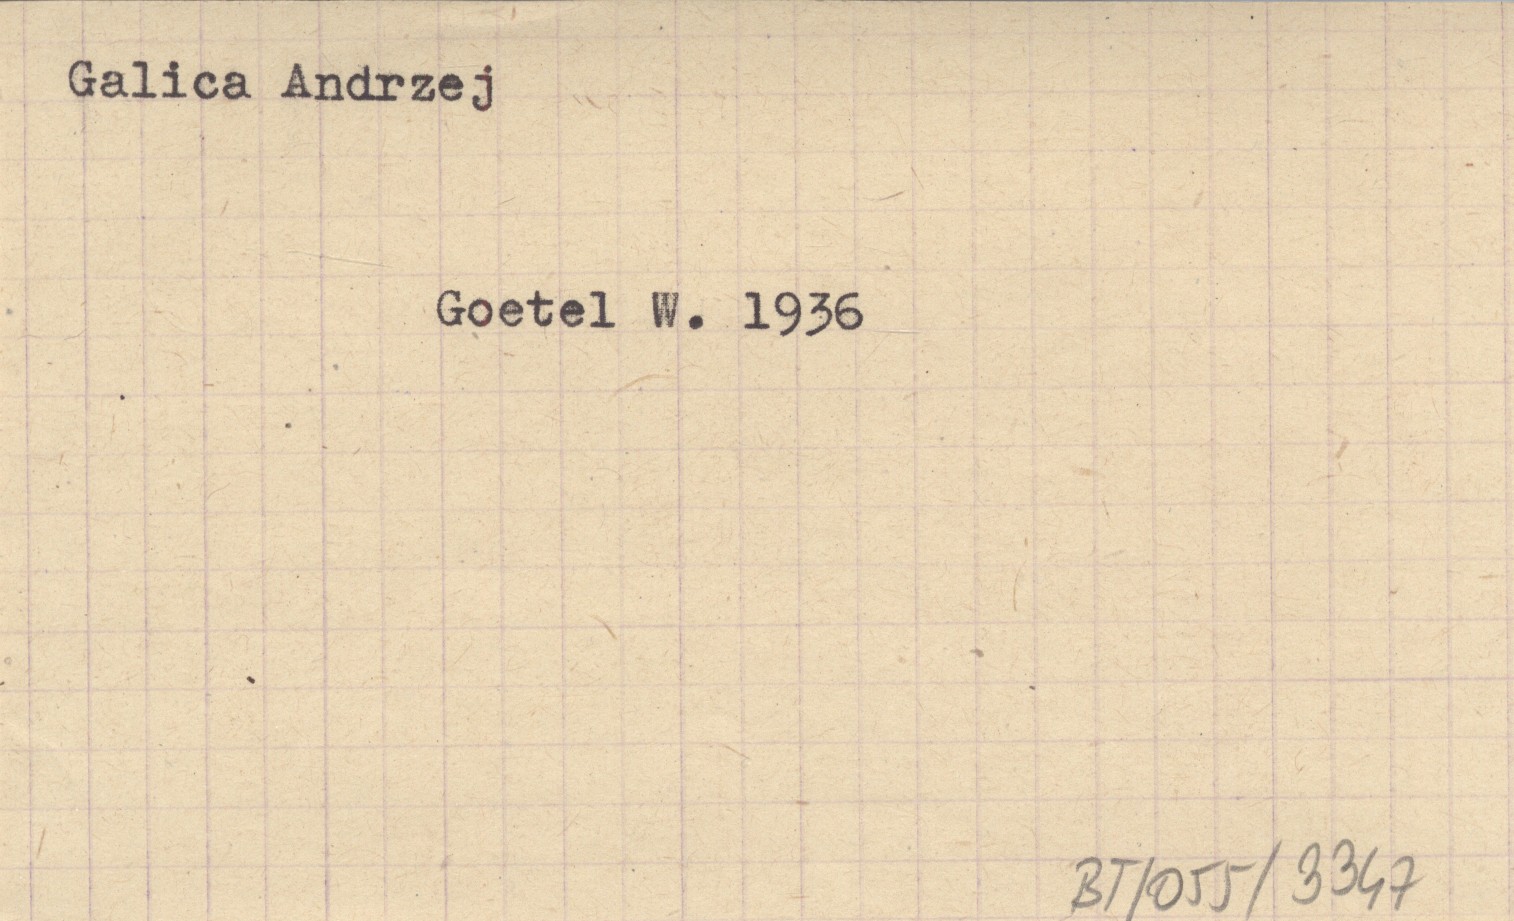 Galica Andrzej
Goetel W. 1936
BT/055/3347